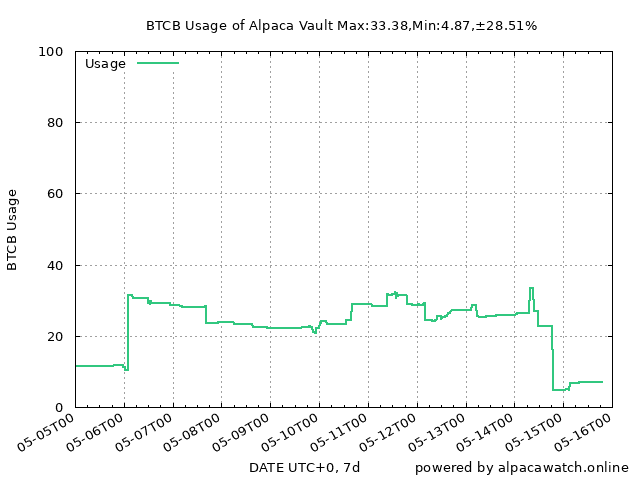 BTCB Usage of Alpaca Vault Max:33.38,Min:4.87,±28.51%
Usage
100
80
60
40
20
0
BTCB Usage
05-05T00
05-06T00
05-07T00
05-08T00
05-09T00
05-10T00
05-11T00
05-12T00
05-13T00
05-14T00
05-15T00
05-16T00
DATE UTC+0, 7d
powered by alpacawatch.online